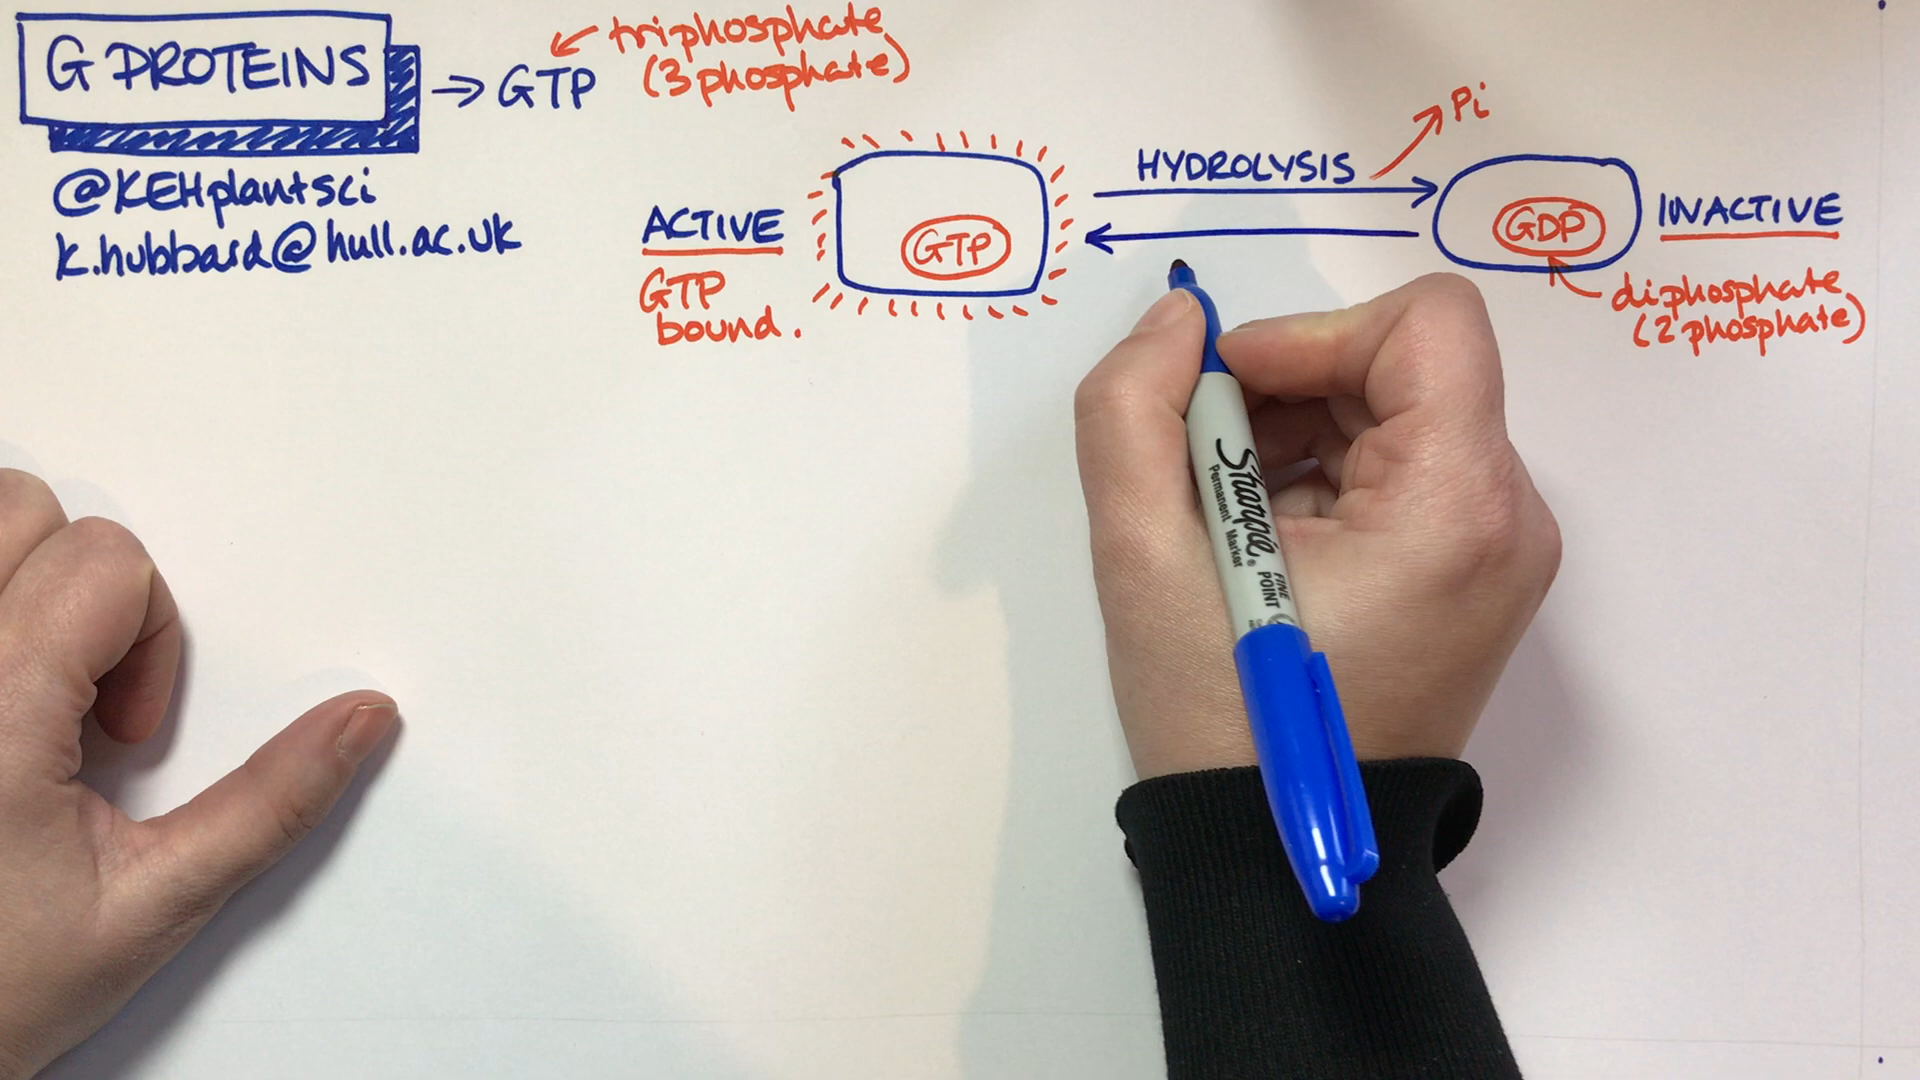 G PROTEINS → GTP
triphosphate
(3 phosphate)
@KEHplantsci
k.hubbard@hull.ac.uk
ACTIVE
GTP
bound.
GTP
HYDROLYSIS
Pi
GDP
INACTIVE
diphosphate
(2 phosphate)
Sharpie
Permanent Marker
FINE
POINT